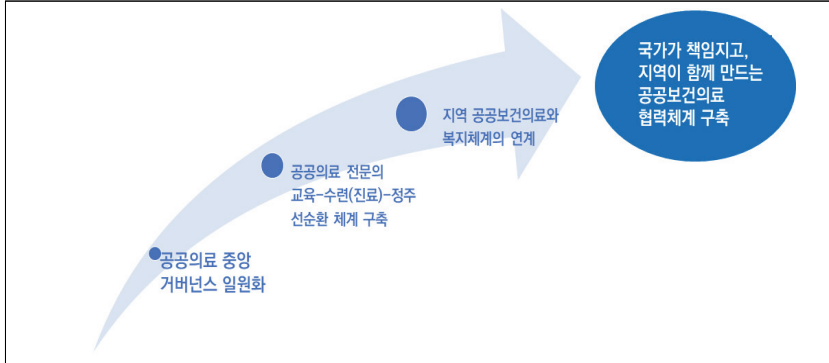 국가가 책임지고,
지역이 함께 만드는
공공보건의료
협력체계 구축
지역 공공보건의료와
복지체계의 연계
공공의료 전문의
교육-수련(진료)-정주
선순환 체계 구축
공공의료 중앙
거버넌스 일원화